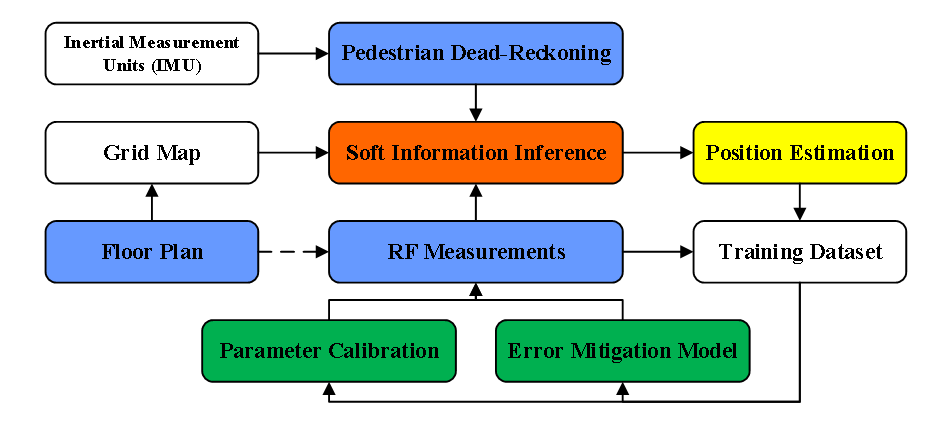 Inertial Measurement
Units (IMU)
Pedestrian Dead-Reckoning
Grid Map
Soft Information Inference
Position Estimation
Floor Plan
RF Measurements
Training Dataset
Parameter Calibration
Error Mitigation Model